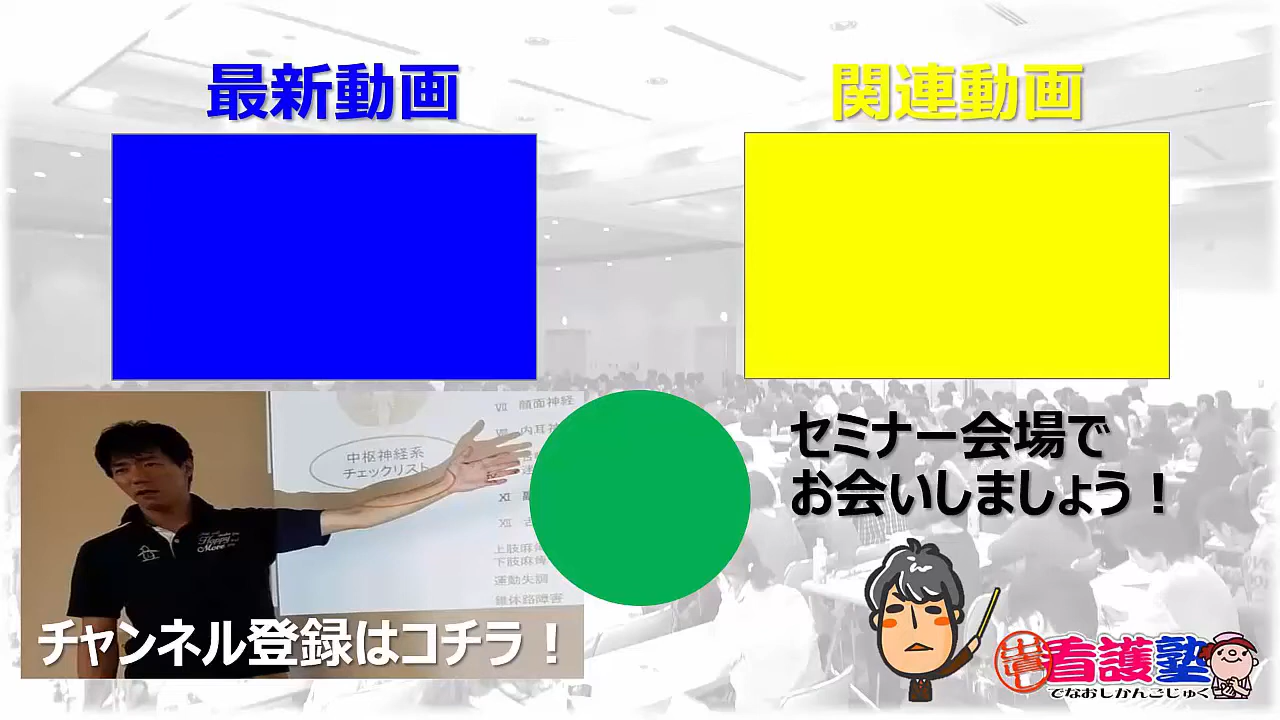 最新動画
関連動画
Ⅶ 顔面神経
中枢神経系
チェックリスト
上肢麻痺
下肢麻痺
運動失調
錐体路障害
チャンネル登録はコチラ!
セミナー会場で
お会いしましょう!
看護塾
でなおしかんごじゅく